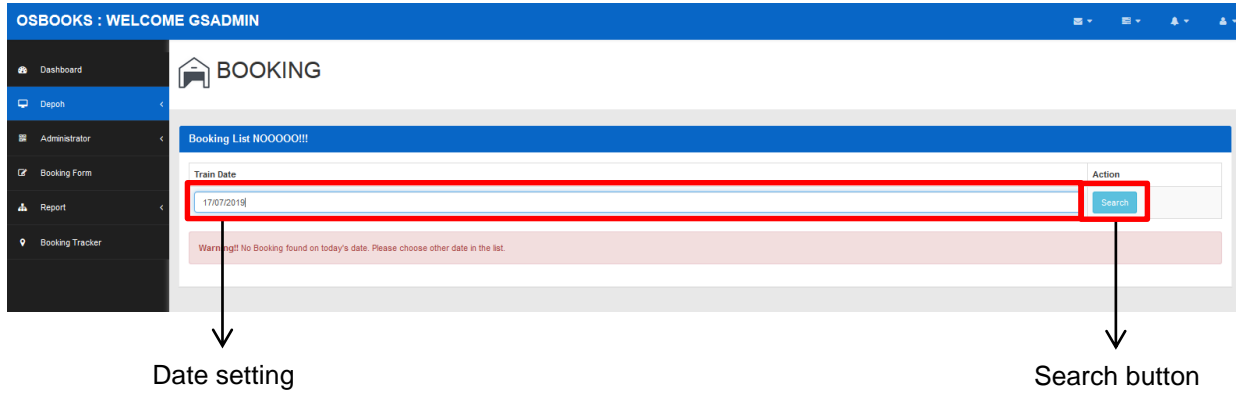 OSBOOKS : WELCOME GSADMIN
BOOKING
Dashboard
Depoh
Administrator
Booking Form
Report
Booking Tracker
Booking List NOOOOO!!!
Train Date
Action
17/07/2019
Search
Warning!! No Booking found on today's date. Please choose other date in the list.
Date setting
Search button